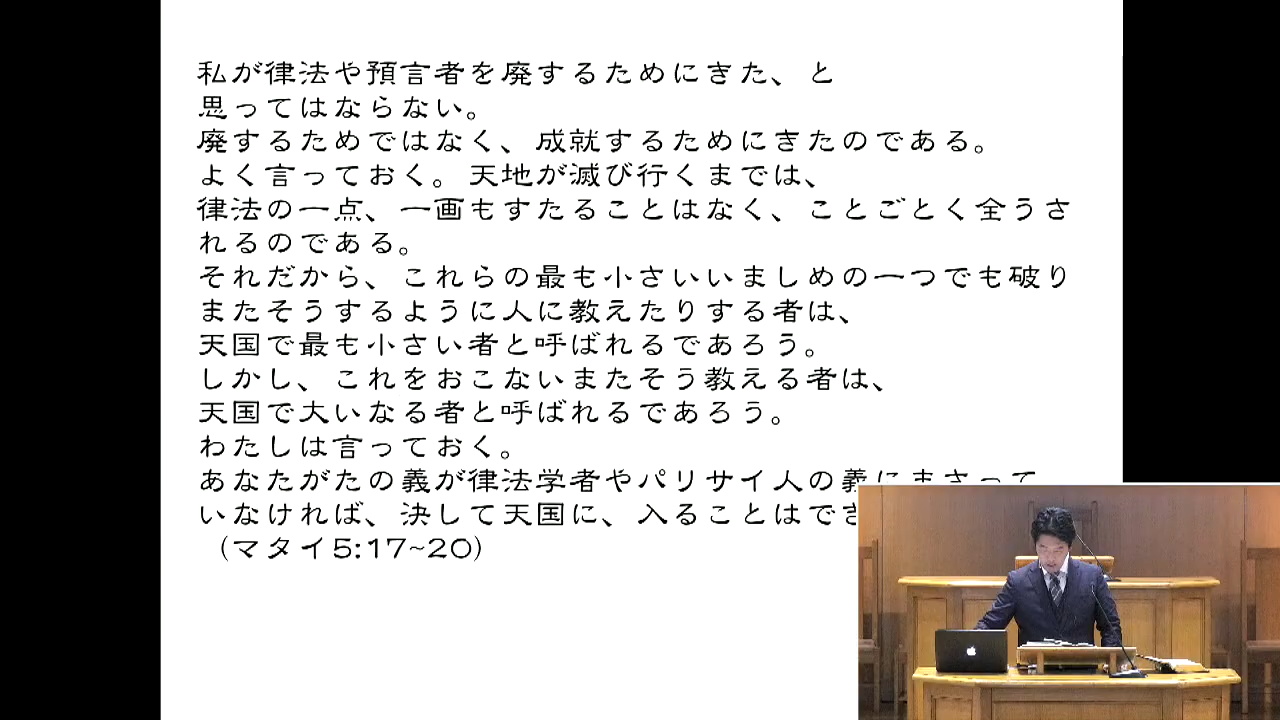 私が律法や預言者を廃するためにきた、と
思ってはならない。
廃するためではなく、成就するためにきたのである。
よく言っておく。天地が滅び行くまでは、
律法の一点、一画もすたることはなく、ことごとく全うさ
れるのである。
それだから、これらの最も小さいいましめの一つでも破り
またそうするように人に教えたりする者は、
天国で最も小さい者と呼ばれるであろう。
しかし、これをおこないまたそう教える者は、
天国で大いなる者と呼ばれるであろう。
わたしは言っておく。
あなたがたの義が律法学者やパリサイ人の義にまさって
いなければ、決して天国に、入ることはでき
（マタイ5:17~20）